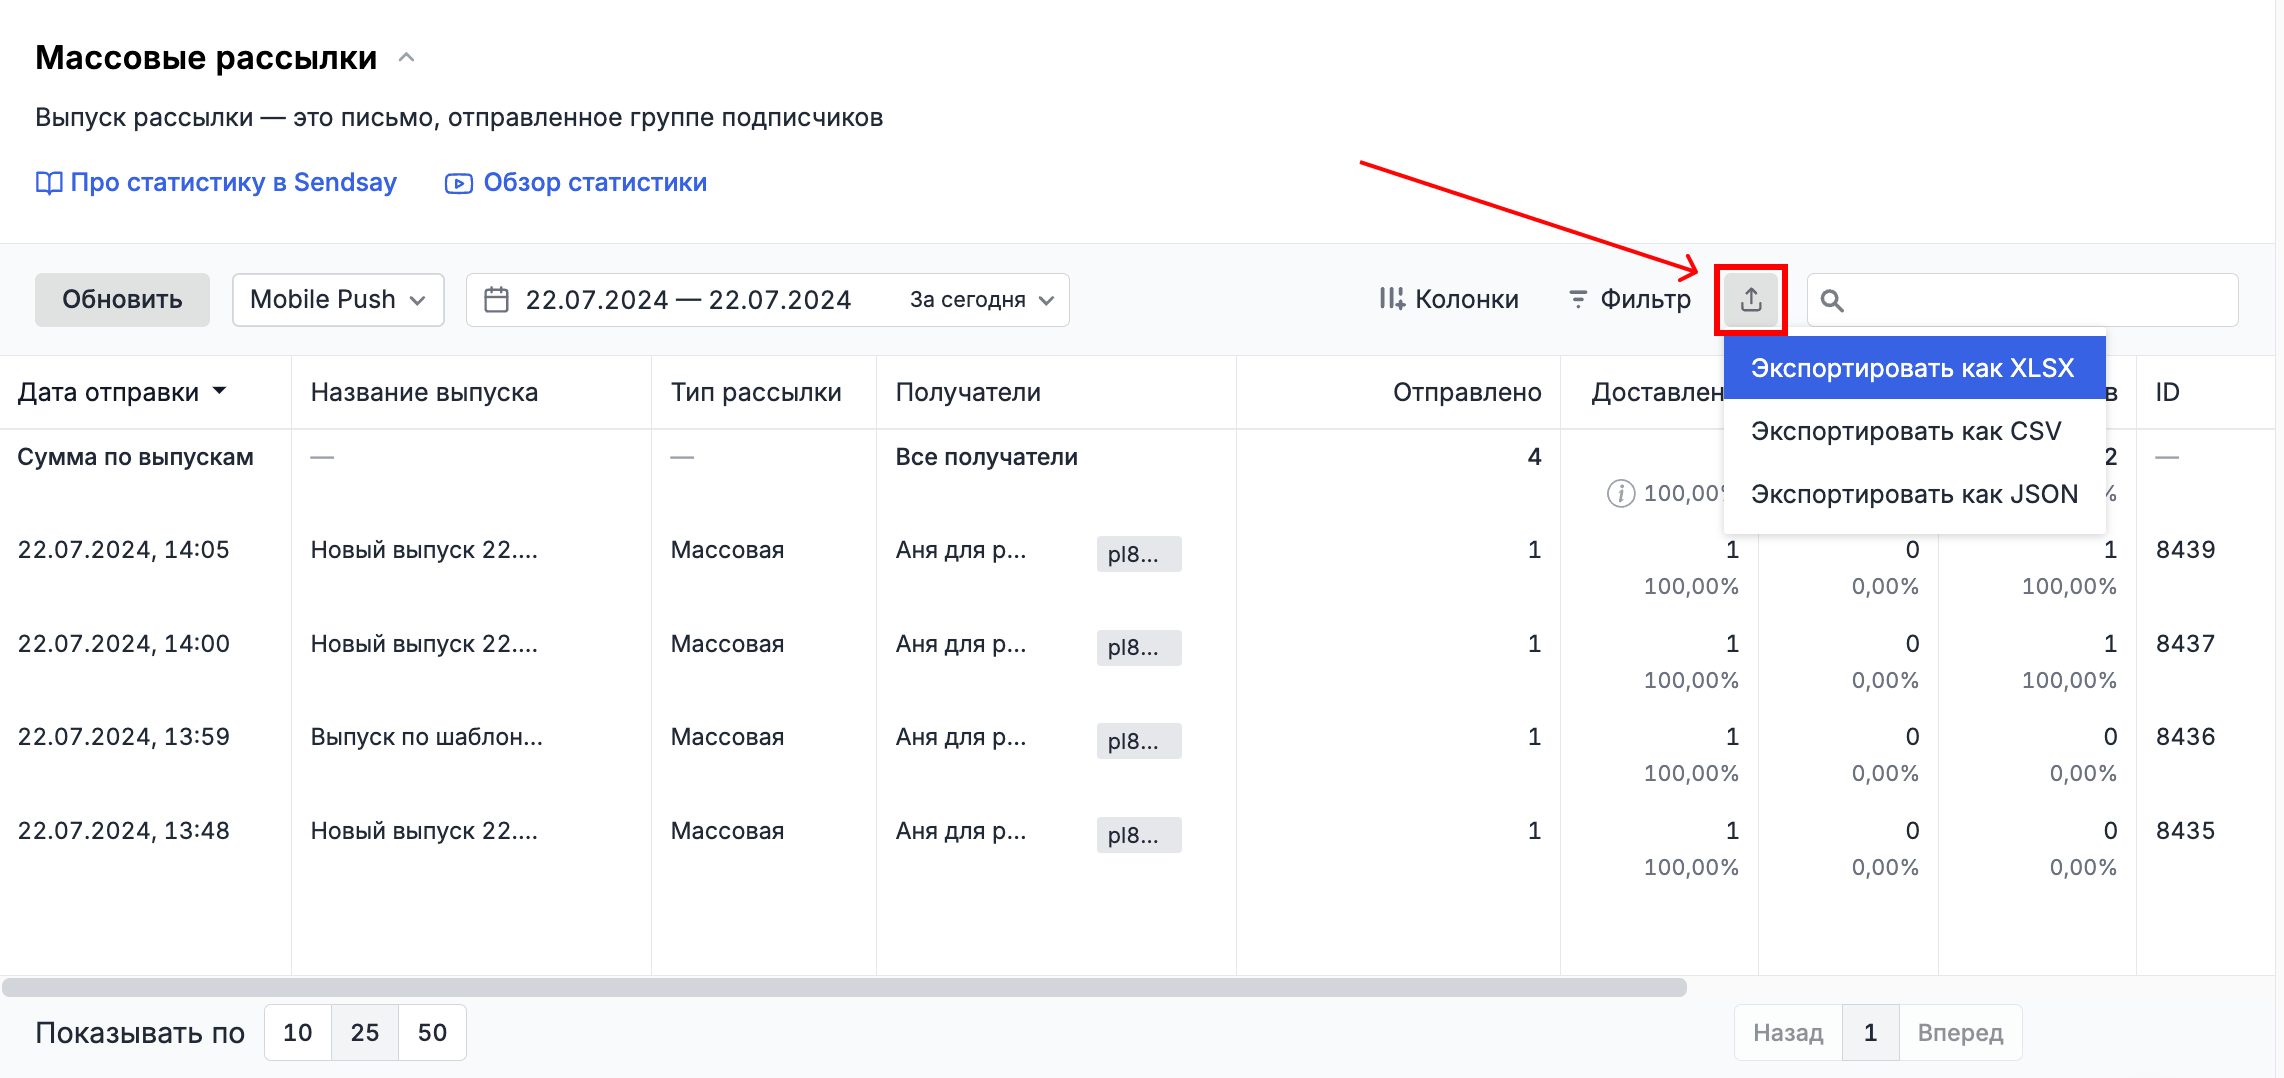 Массовые рассылки
Выпуск рассылки — это письмо, отправленное группе подписчиков
Про статистику в Sendsay Обзор статистики
Обновить Mobile Push 22.07.2024 — 22.07.2024 За сегодня Колонки Фильтр
Экспортировать как XLSX
Экспортировать как CSV
Экспортировать как JSON
Дата отправки Название выпуска Тип рассылки Получатели Отправлено Доставлен в ID
Сумма по выпускам — — Все получатели 4 2 —
100,00% %
22.07.2024, 14:05 Новый выпуск 22.... Массовая Аня для р... pl8... 1 1 0 1 8439
100,00% 0,00% 100,00%
22.07.2024, 14:00 Новый выпуск 22.... Массовая Аня для р... pl8... 1 1 0 1 8437
100,00% 0,00% 100,00%
22.07.2024, 13:59 Выпуск по шаблон... Массовая Аня для р... pl8... 1 1 0 0 8436
100,00% 0,00% 0,00%
22.07.2024, 13:48 Новый выпуск 22.... Массовая Аня для р... pl8... 1 1 0 0 8435
100,00% 0,00% 0,00%
Показывать по 10 25 50 Назад 1 Вперед